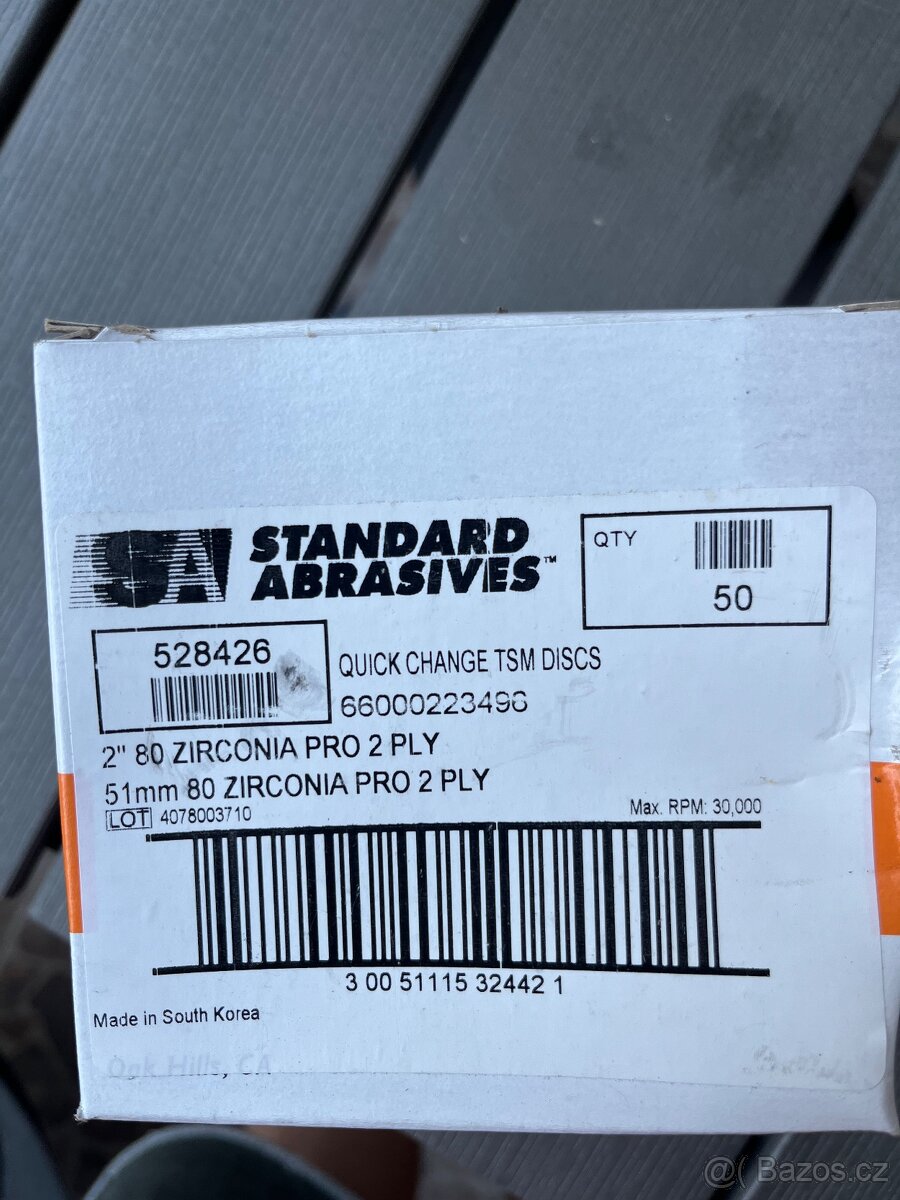 SA STANDARD ABRASIVES™
QTY
50
528426
QUICK CHANGE TSM DISCS
66000223496
2" 80 ZIRCONIA PRO 2 PLY
51mm 80 ZIRCONIA PRO 2 PLY
LOT 4078003710
Max. RPM: 30,000
3 00 51115 32442 1
Made in South Korea
Oak Hills, CA
@( Bazos.cz